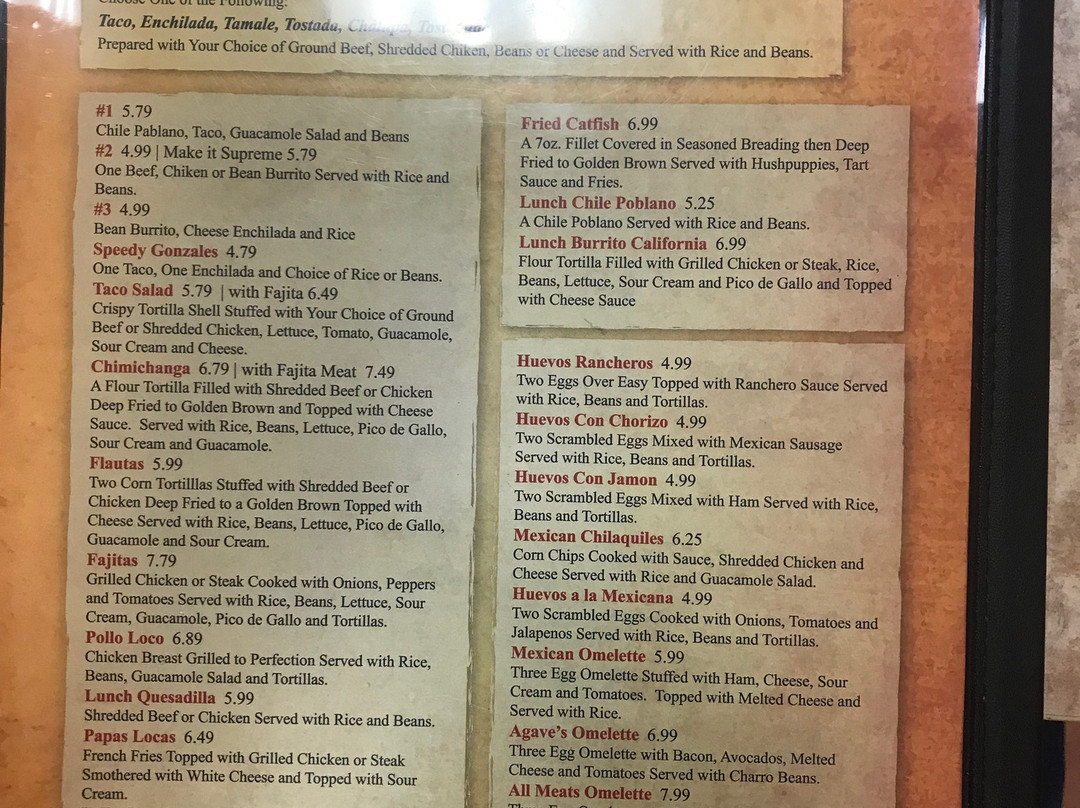 Choose One of the Following:
Taco, Enchilada, Tamale, Tostada, Chalupa,
Prepared with Your Choice of Ground Beef, Shredded Chiken, Beans or Cheese and Served with Rice and Beans.
#1 5.79
Chile Pablano, Taco, Guacamole Salad and Beans
#2 4.99 | Make it Supreme 5.79
One Beef, Chiken or Bean Burrito Served with Rice and
Beans.
#3 4.99
Bean Burrito, Cheese Enchilada and Rice
Speedy Gonzales 4.79
One Taco, One Enchilada and Choice of Rice or Beans.
Taco Salad 5.79 | with Fajita 6.49
Crispy Tortilla Shell Stuffed with Your Choice of Ground
Beef or Shredded Chicken, Lettuce, Tomato, Guacamole,
Sour Cream and Cheese.
Chimichanga 6.79 | with Fajita Meat 7.49
A Flour Tortilla Filled with Shredded Beef or Chicken
Deep Fried to Golden Brown and Topped with Cheese
Sauce. Served with Rice, Beans, Lettuce, Pico de Gallo,
Sour Cream and Guacamole.
Flautas 5.99
Two Corn Tortilllas Stuffed with Shredded Beef or
Chicken Deep Fried to a Golden Brown Topped with
Cheese Served with Rice, Beans, Lettuce, Pico de Gallo,
Guacamole and Sour Cream.
Fajitas 7.79
Grilled Chicken or Steak Cooked with Onions, Peppers
and Tomatoes Served with Rice, Beans, Lettuce, Sour
Cream, Guacamole, Pico de Gallo and Tortillas.
Pollo Loco 6.89
Chicken Breast Grilled to Perfection Served with Rice,
Beans, Guacamole Salad and Tortillas.
Lunch Quesadilla 5.99
Shredded Beef or Chicken Served with Rice and Beans.
Papas Locas 6.49
French Fries Topped with Grilled Chicken or Steak
Smothered with White Cheese and Topped with Sour
Cream.
Fried Catfish 6.99
A 7oz. Fillet Covered in Seasoned Breading then Deep
Fried to Golden Brown Served with Hushpuppies, Tart
Sauce and Fries.
Lunch Chile Poblano 5.25
A Chile Poblano Served with Rice and Beans.
Lunch Burrito California 6.99
Flour Tortilla Filled with Grilled Chicken or Steak, Rice,
Beans, Lettuce, Sour Cream and Pico de Gallo and Topped
with Cheese Sauce
Huevos Rancheros 4.99
Two Eggs Over Easy Topped with Ranchero Sauce Served
with Rice, Beans and Tortillas.
Huevos Con Chorizo 4.99
Two Scrambled Eggs Mixed with Mexican Sausage
Served with Rice, Beans and Tortillas.
Huevos Con Jamon 4.99
Two Scrambled Eggs Mixed with Ham Served with Rice,
Beans and Tortillas.
Mexican Chilaquiles 6.25
Corn Chips Cooked with Sauce, Shredded Chicken and
Cheese Served with Rice and Guacamole Salad.
Huevos a la Mexicana 4.99
Two Scrambled Eggs Cooked with Onions, Tomatoes and
Jalapenos Served with Rice, Beans and Tortillas.
Mexican Omelette 5.99
Three Egg Omelette Stuffed with Ham, Cheese, Sour
Cream and Tomatoes. Topped with Melted Cheese and
Served with Rice.
Agave's Omelette 6.99
Three Egg Omelette with Bacon, Avocados, Melted
Cheese and Tomatoes Served with Charro Beans.
All Meats Omelette 7.99